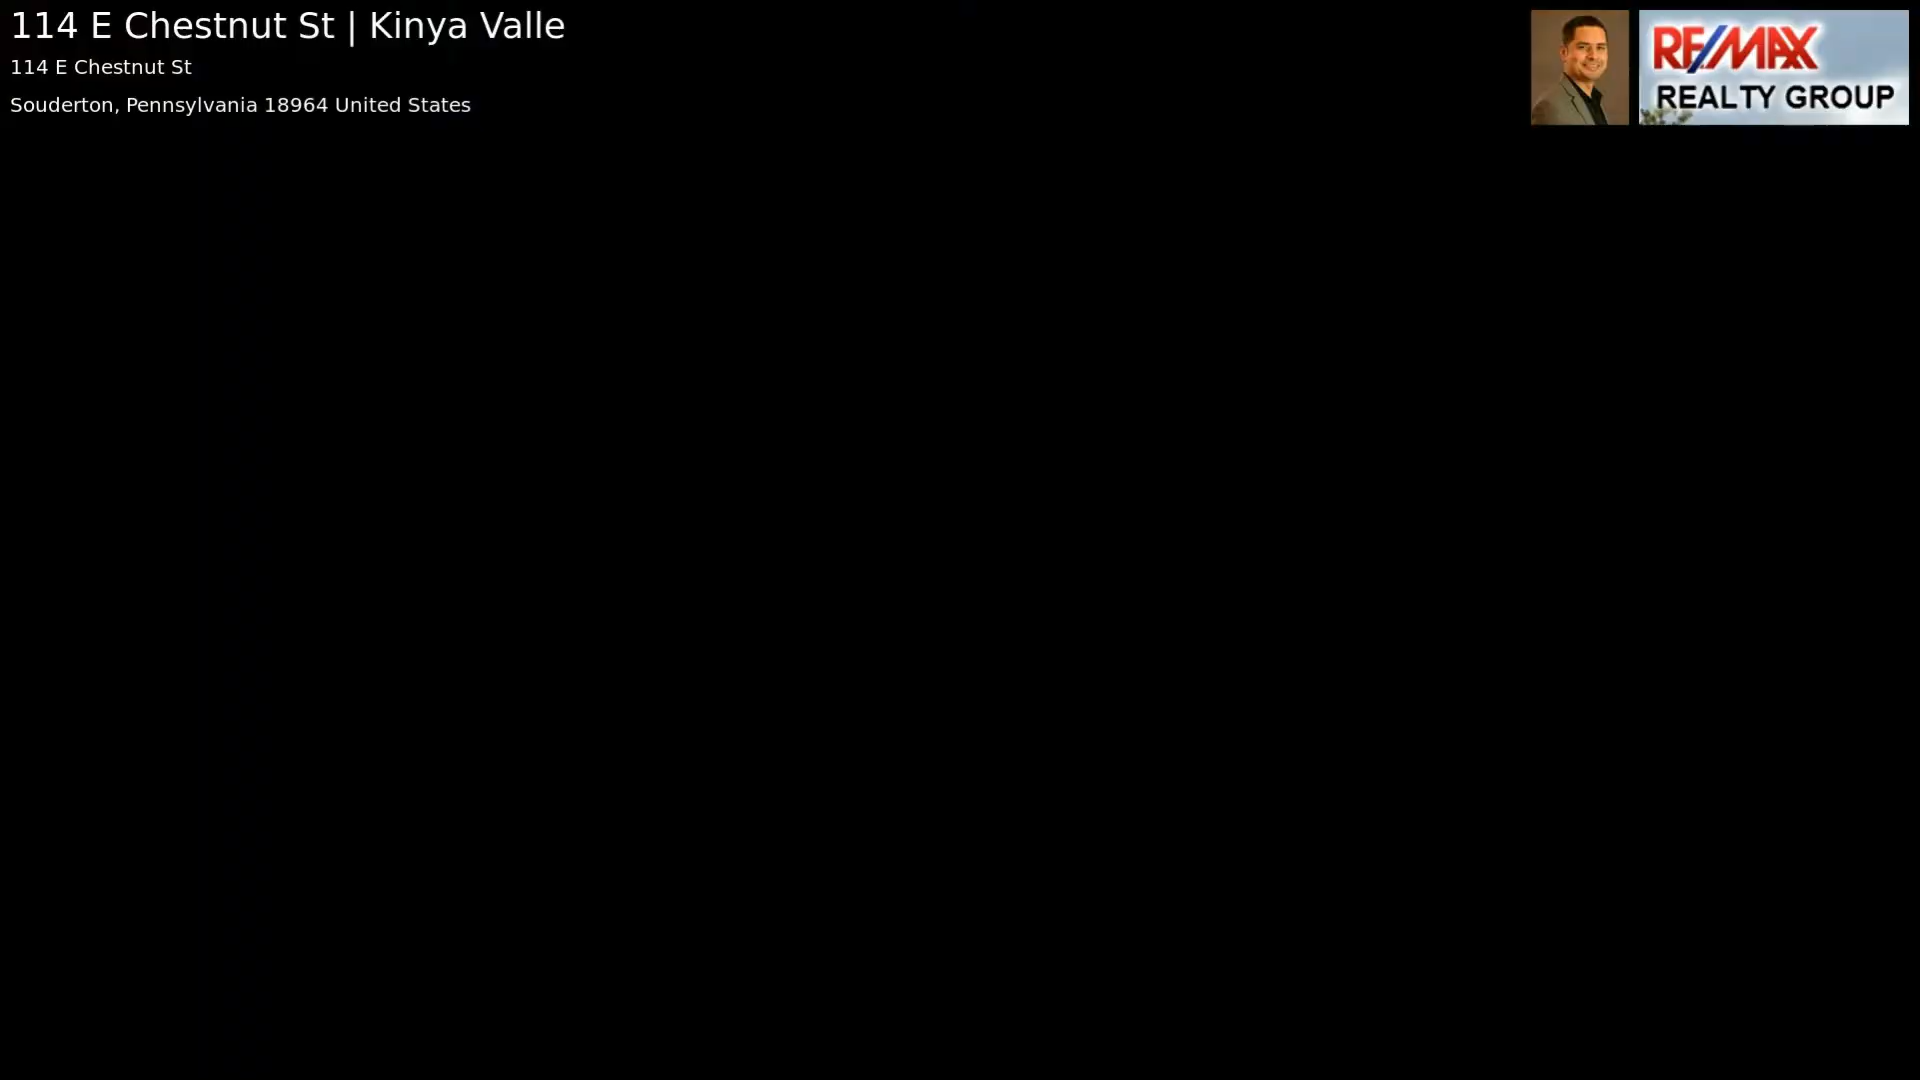 114 E Chestnut St | Kinya Valle
114 E Chestnut St
Souderton, Pennsylvania 18964 United States
RE/MAX
REALTY GROUP